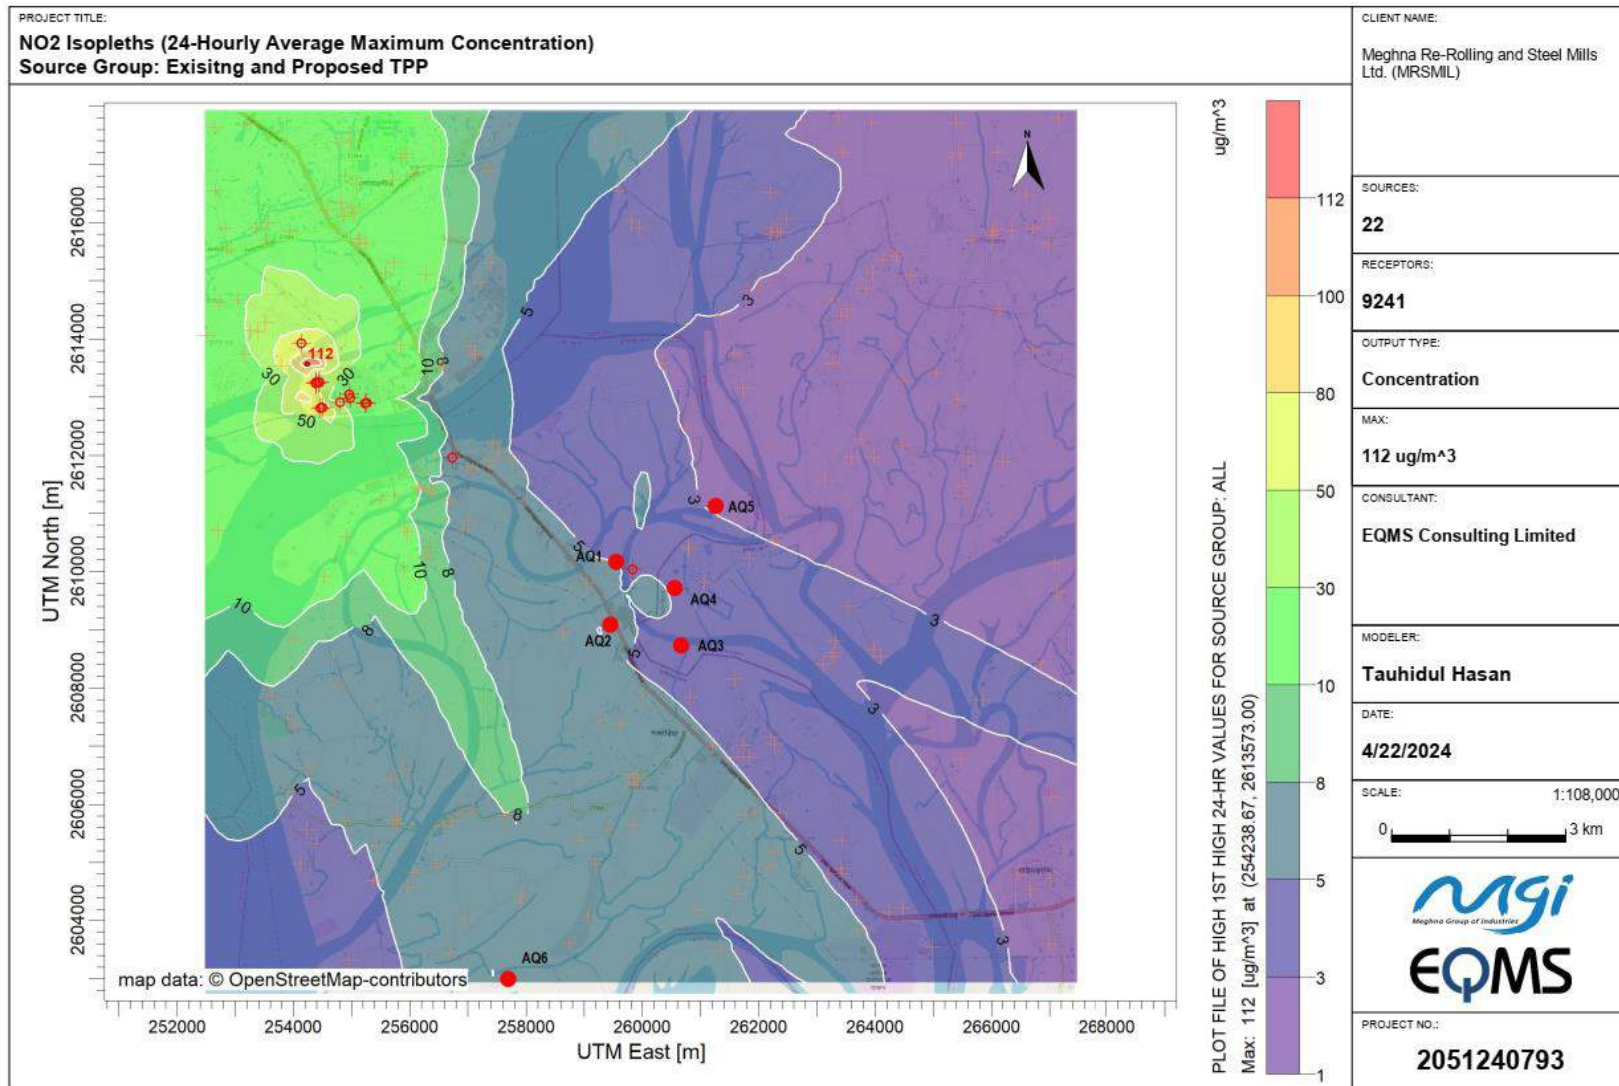 PROJECT TITLE:
NO2 Isopleths (24-Hourly Average Maximum Concentration)
Source Group: Exisitng and Proposed TPP
CLIENT NAME:
Meghna Re-Rolling and Steel Mills
Ltd. (MRSMIL)
SOURCES:
22
RECEPTORS:
9241
OUTPUT TYPE:
Concentration
MAX:
112 ug/m^3
CONSULTANT:
EQMS Consulting Limited
MODELER:
Tauhidul Hasan
DATE:
4/22/2024
SCALE:
1:108,000
0
3 km
mgi
Meghna Group of Industries
EQMS
PROJECT NO.:
2051240793
UTM North [m]
2616000
2614000
2612000
2610000
2608000
2606000
2604000
252000
254000
256000
258000
260000
262000
264000
266000
268000
UTM East [m]
N
112
30
30
50
10
8
5
3
3
5
10
8
10
8
5
3
3
5
8
5
3
AQ1
AQ2
AQ3
AQ4
AQ5
AQ6
map data: © OpenStreetMap-contributors
ug/m^3
PLOT FILE OF HIGH 1ST HIGH 24-HR VALUES FOR SOURCE GROUP: ALL
Max: 112 [ug/m^3] at (254238.67, 2613573.00)
112
100
80
50
30
10
8
5
3
1